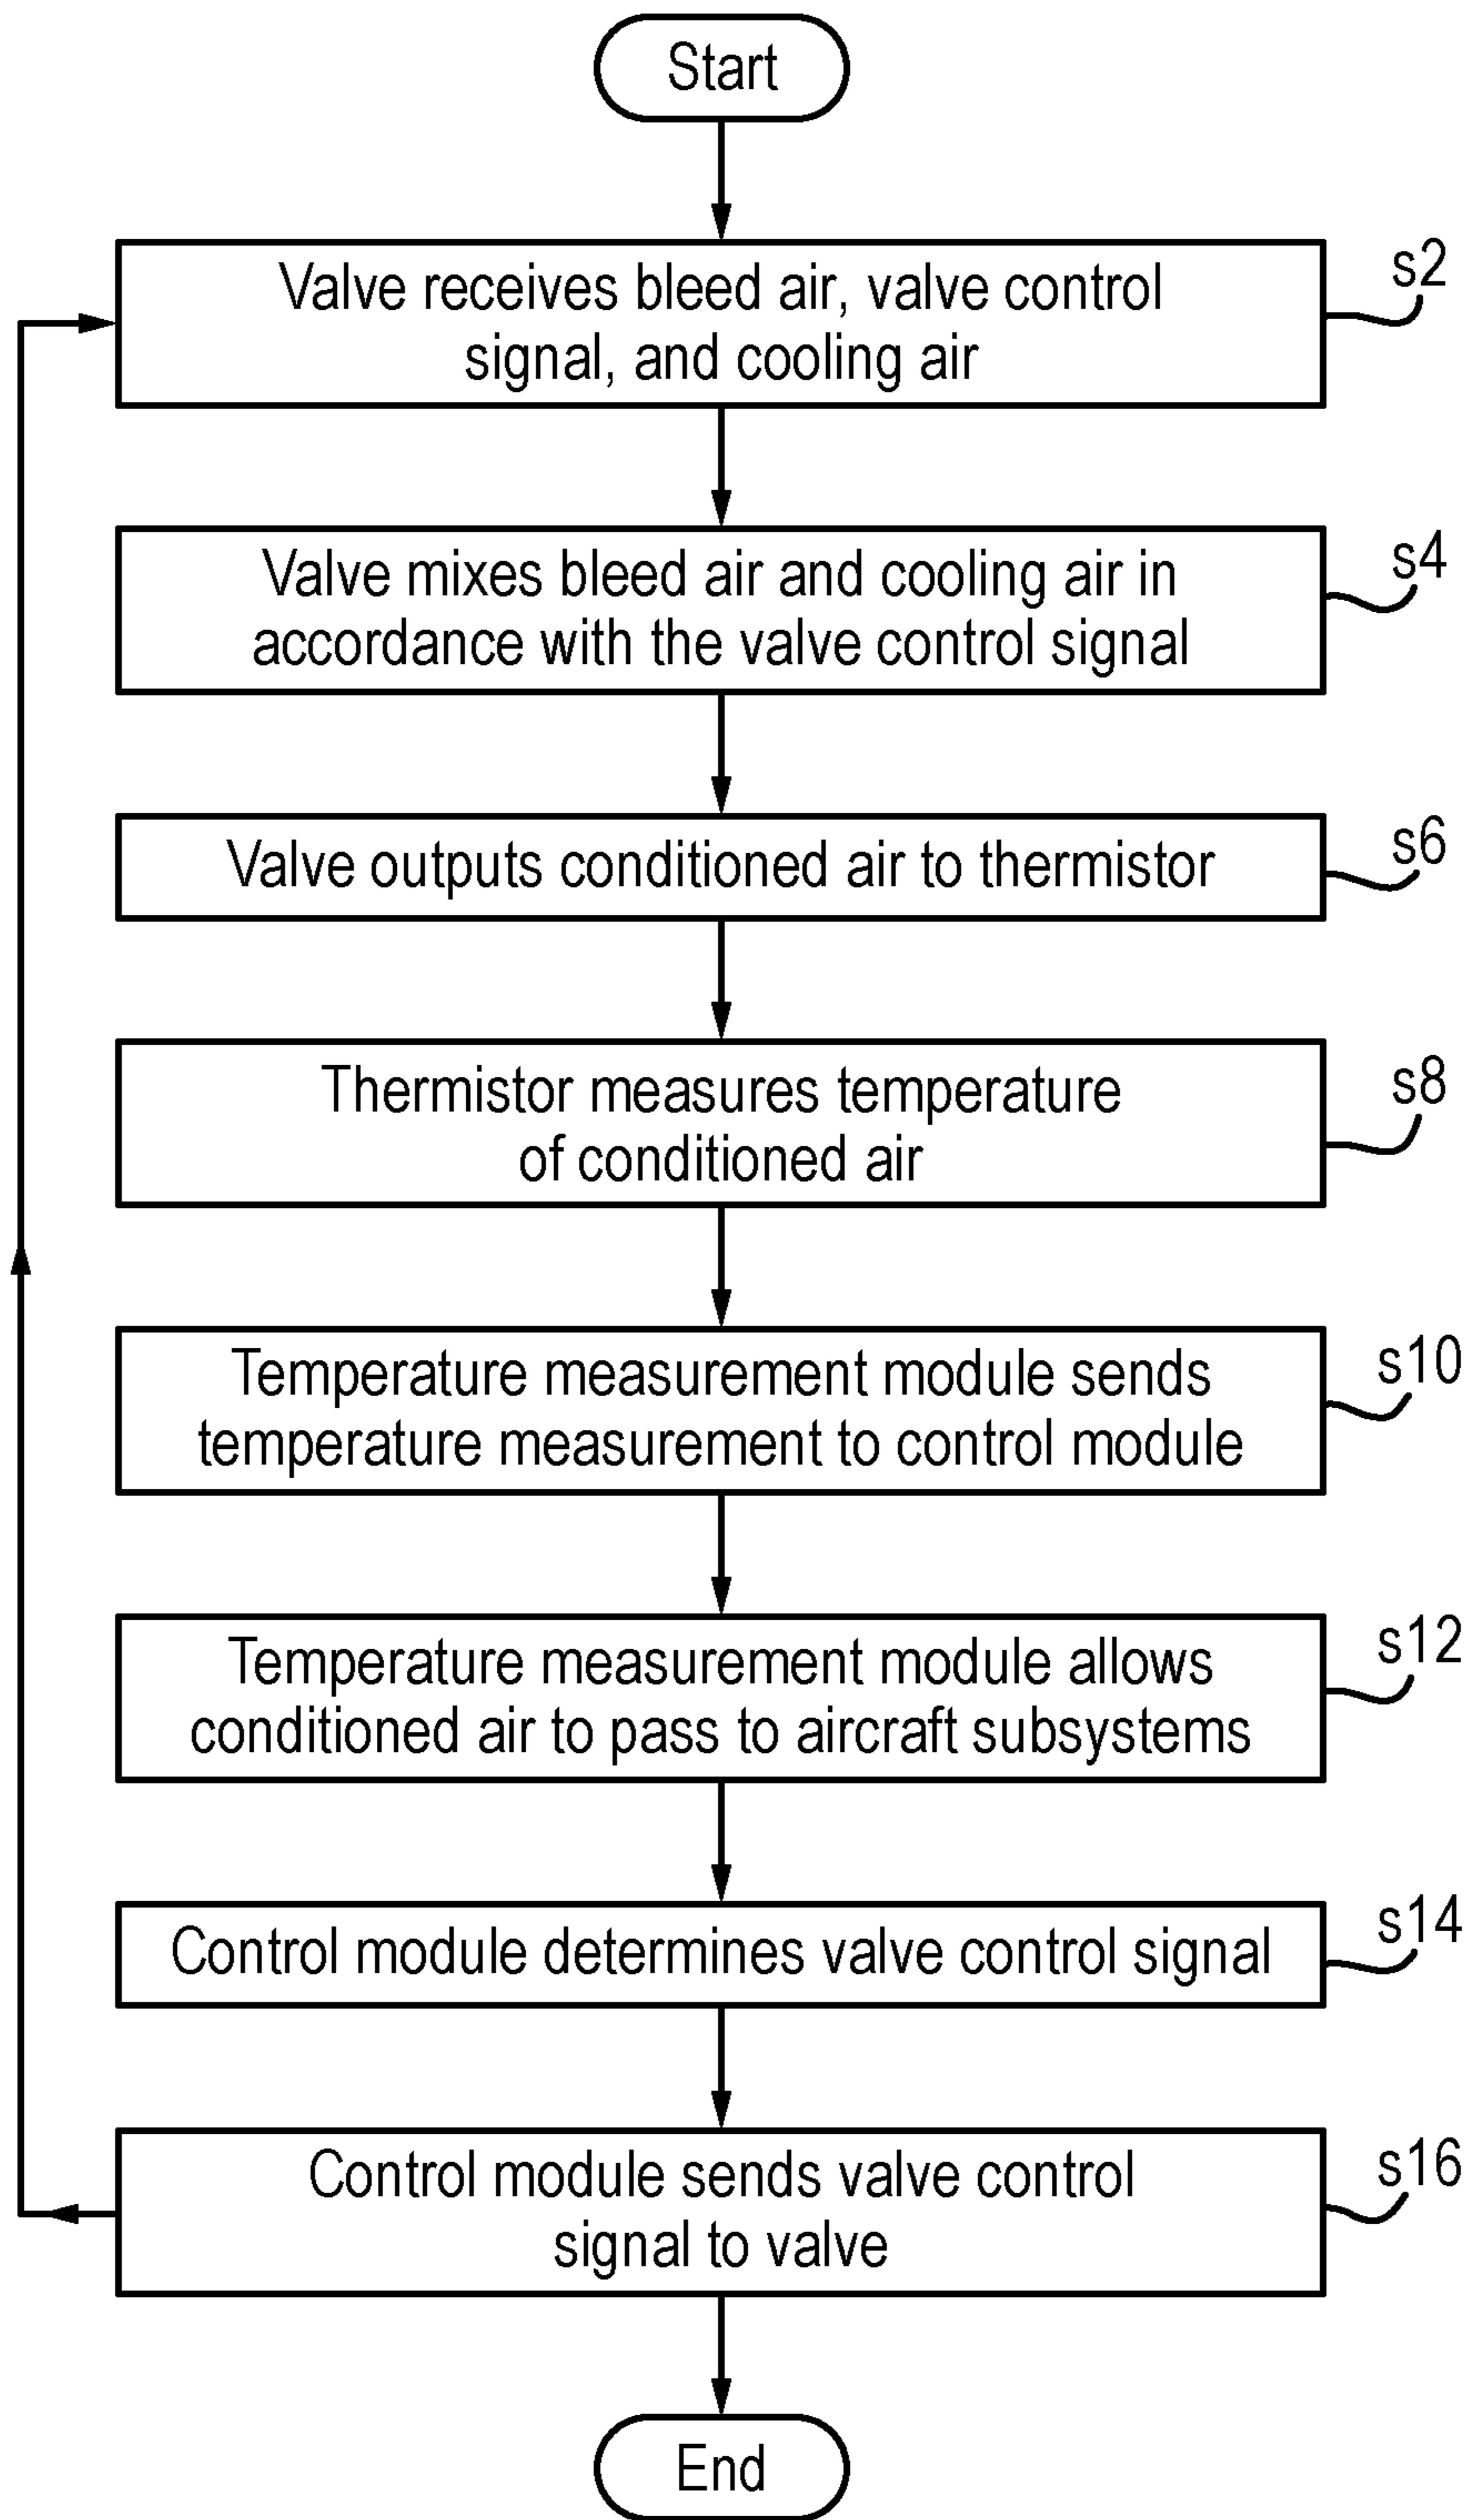 Start
Valve receives bleed air, valve control
signal, and cooling air
s2
Valve mixes bleed air and cooling air in
accordance with the valve control signal
s4
Valve outputs conditioned air to thermistor
s6
Thermistor measures temperature
of conditioned air
s8
Temperature measurement module sends
temperature measurement to control module
s10
Temperature measurement module allows
conditioned air to pass to aircraft subsystems
s12
Control module determines valve control signal
s14
Control module sends valve control
signal to valve
s16
End